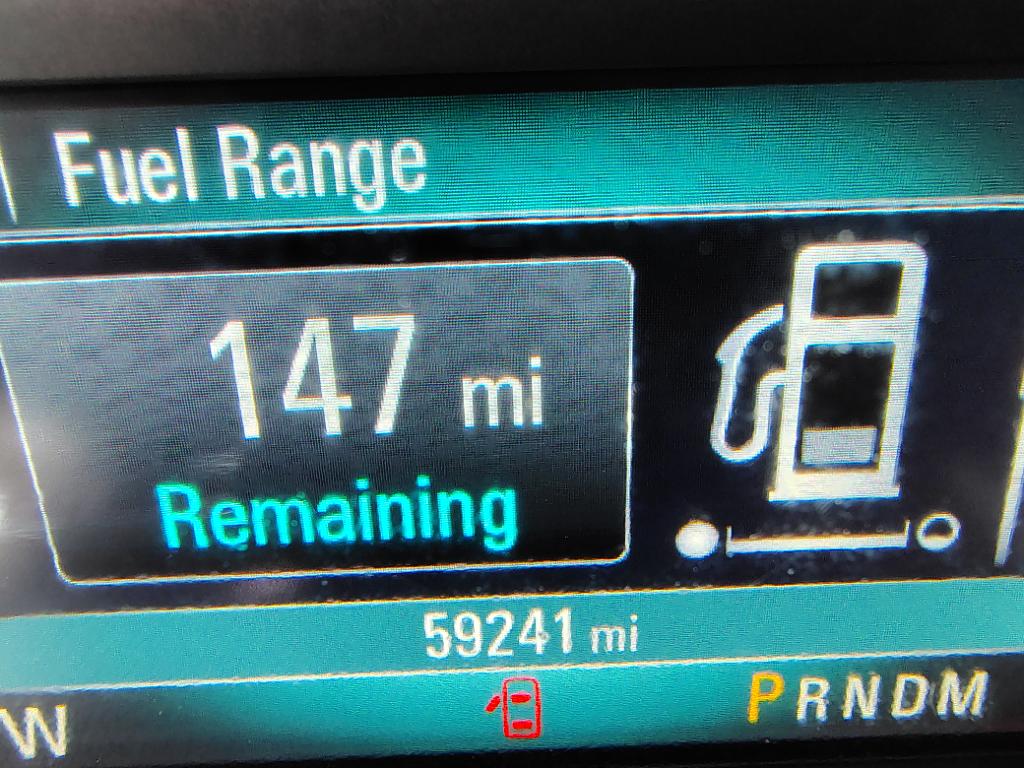 Fuel Range
147 mi
Remaining
59241 mi
W
PRNDM